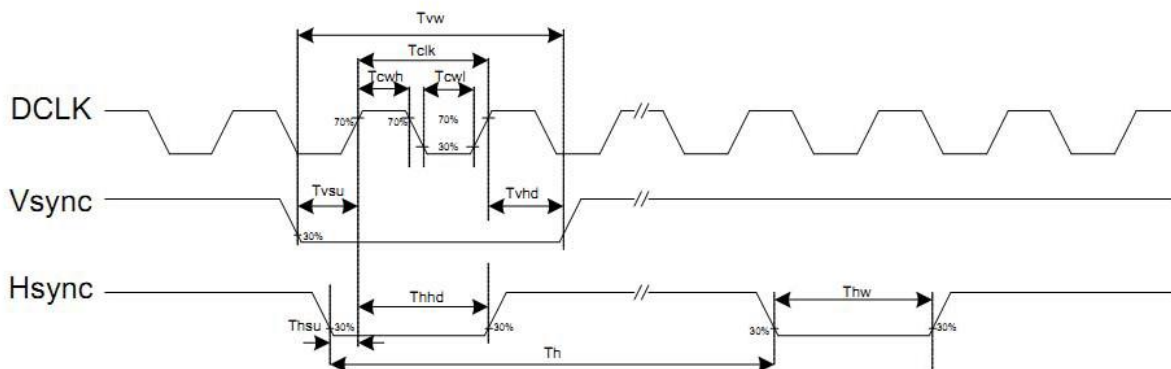 Tvw
Tclk
Tcwh
Tcwl
DCLK
70%
70%
70%
30%
Vsync
Tvsu
Tvhd
30%
Hsync
Thhd
Thw
Thsu
30%
30%
30%
30%
Th